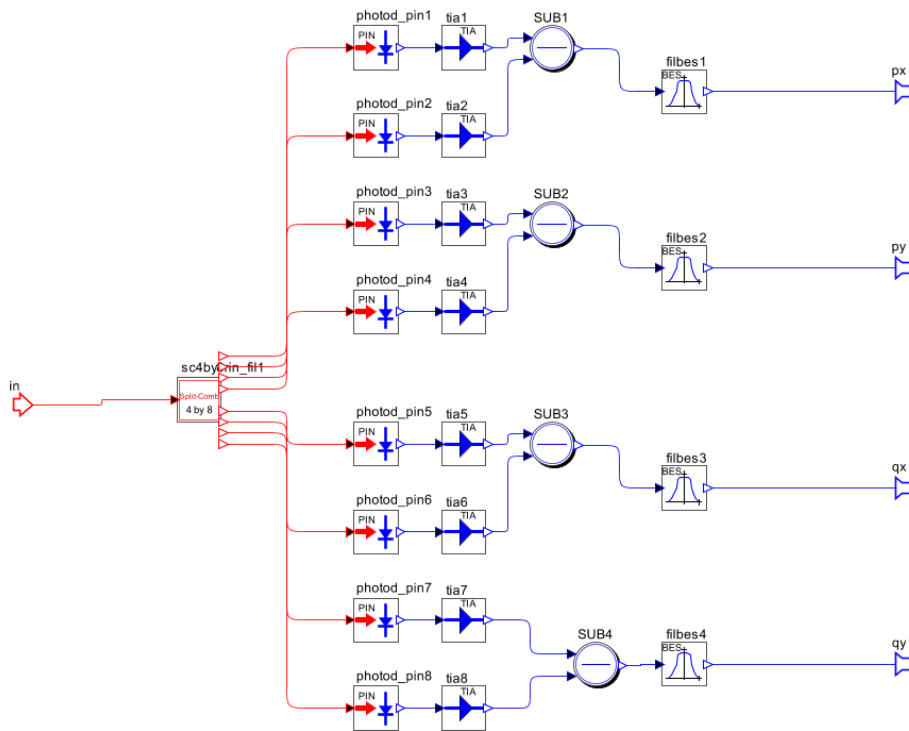 photod_pin1 tia1 SUB1
PIN TIA
filbes1
BES
px
photod_pin2 tia2
PIN TIA
photod_pin3 tia3 SUB2
PIN TIA
filbes2
BES
py
photod_pin4 tia4
PIN TIA
in
Split-Comb
4 by 8
photod_pin5 tia5 SUB3
PIN TIA
filbes3
BES
qx
photod_pin6 tia6
PIN TIA
photod_pin7 tia7
PIN TIA
SUB4 filbes4
BES
qy
photod_pin8 tia8
PIN TIA